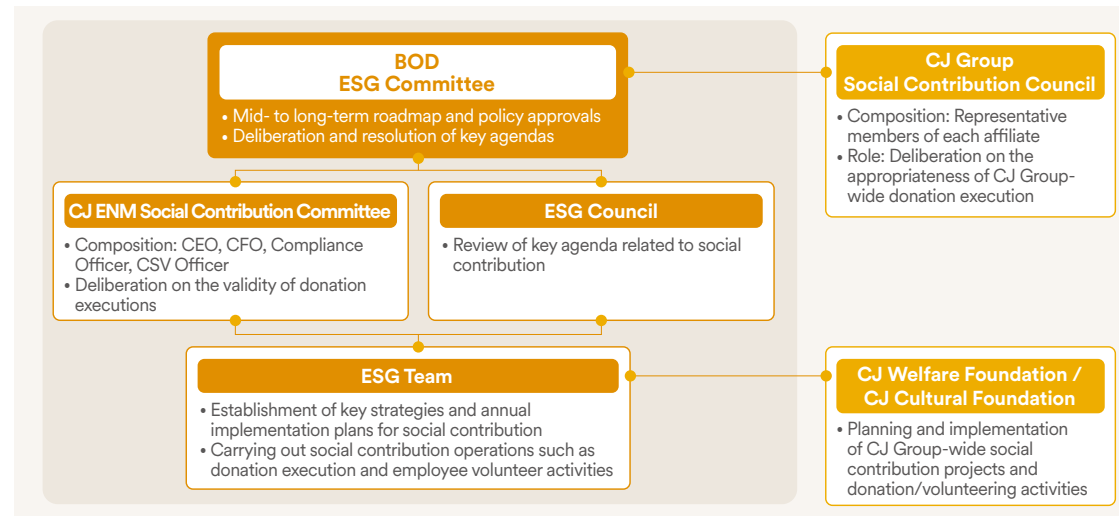 BOD
ESG Committee
• Mid- to long-term roadmap and policy approvals
• Deliberation and resolution of key agendas
CJ Group
Social Contribution Council
• Composition: Representative
members of each affiliate
• Role: Deliberation on the
appropriateness of CJ Group-
wide donation execution
CJ ENM Social Contribution Committee
• Composition: CEO, CFO, Compliance
Officer, CSV Officer
• Deliberation on the validity of donation
executions
ESG Council
• Review of key agenda related to social
contribution
ESG Team
• Establishment of key strategies and annual
implementation plans for social contribution
• Carrying out social contribution operations such as
donation execution and employee volunteer activities
CJ Welfare Foundation /
CJ Cultural Foundation
• Planning and implementation
of CJ Group-wide social
contribution projects and
donation/volunteering activities